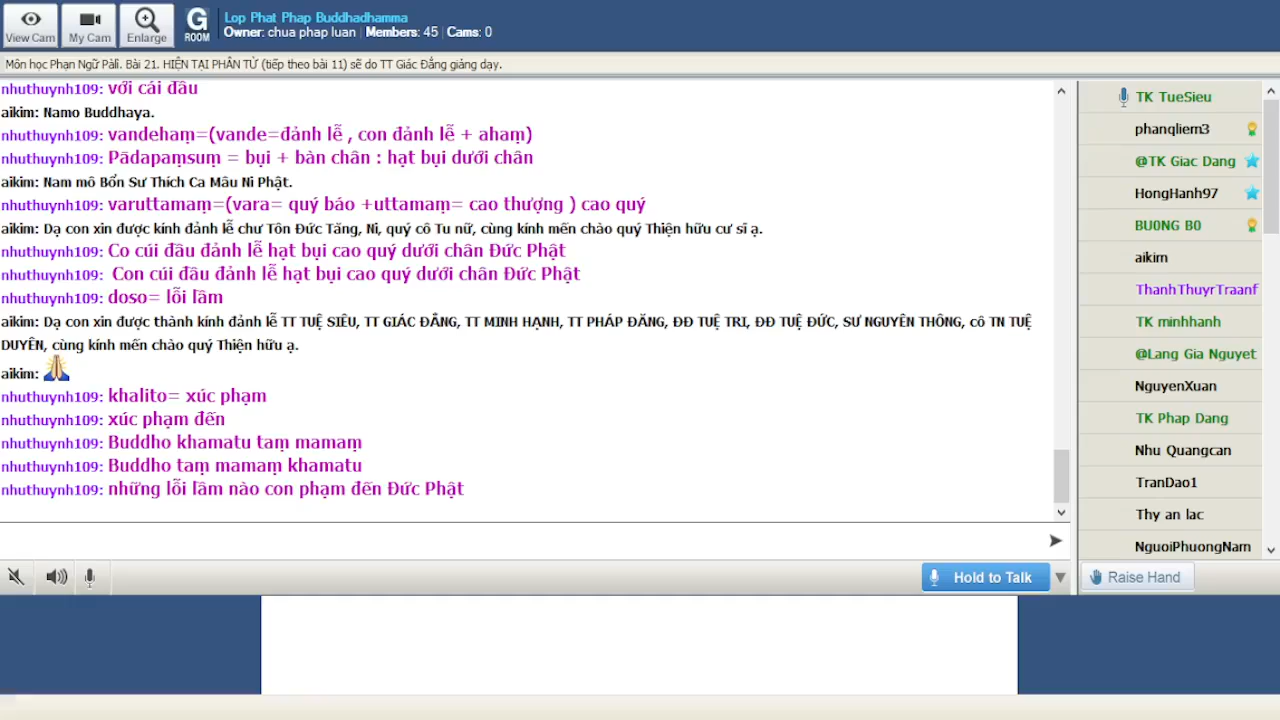 View Cam
My Cam
Enlarge
G
ROOM
Lop Phat Phap Buddhadhamma
Owner: chua phap luan | Members: 45 | Cams: 0
Môn học Phạn Ngữ Pāli. Bài 21. HIỆN TẠI PHÂN TỪ (tiếp theo bài 11) sẽ do TT Giác Đẳng giảng dạy.
nhuthuynh109: với cái đầu
aikim: Namo Buddhaya.
nhuthuynh109: vandehaṃ=(vande=đảnh lễ , con đảnh lễ + ahaṃ)
nhuthuynh109: Pādapaṃsuṃ = bụi + bàn chân : hạt bụi dưới chân
aikim: Nam mô Bổn Sư Thích Ca Mâu Ni Phật.
nhuthuynh109: varuttamaṃ=(vara= quý báo +uttamaṃ= cao thượng ) cao quý
aikim: Dạ con xin được kính đảnh lễ chư Tôn Đức Tăng, Ni, quý cô Tu nữ, cùng kính mến chào quý Thiện hữu cư sĩ ạ.
nhuthuynh109: Co cúi đầu đảnh lễ hạt bụi cao quý dưới chân Đức Phật
nhuthuynh109: Con cúi đầu đảnh lễ hạt bụi cao quý dưới chân Đức Phật
nhuthuynh109: doso= lỗi lầm
aikim: Dạ con xin được thành kính đảnh lễ TT TUỆ SIÊU, TT GIÁC ĐẲNG, TT MINH HẠNH, TT PHÁP ĐĂNG, ĐĐ TUỆ TRI, ĐĐ TUỆ ĐỨC, SƯ NGUYÊN THÔNG, cô TN TUỆ
DUYÊN, cùng kính mến chào quý Thiện hữu ạ.
aikim:
nhuthuynh109: khalito= xúc phạm
nhuthuynh109: xúc phạm đến
nhuthuynh109: Buddho khamatu taṃ mamaṃ
nhuthuynh109: Buddho taṃ mamaṃ khamatu
nhuthuynh109: những lỗi lầm nào con phạm đến Đức Phật
Hold to Talk
TK TueSieu
phanqliem3
@TK Giac Dang
HongHanh97
BU0NG B0
aikim
ThanhThuyrTraanf
TK minhhanh
@Lang Gia Nguyet
NguyenXuan
TK Phap Dang
Nhu Quangcan
TranDao1
Thy an lac
NguoiPhuongNam
Raise Hand